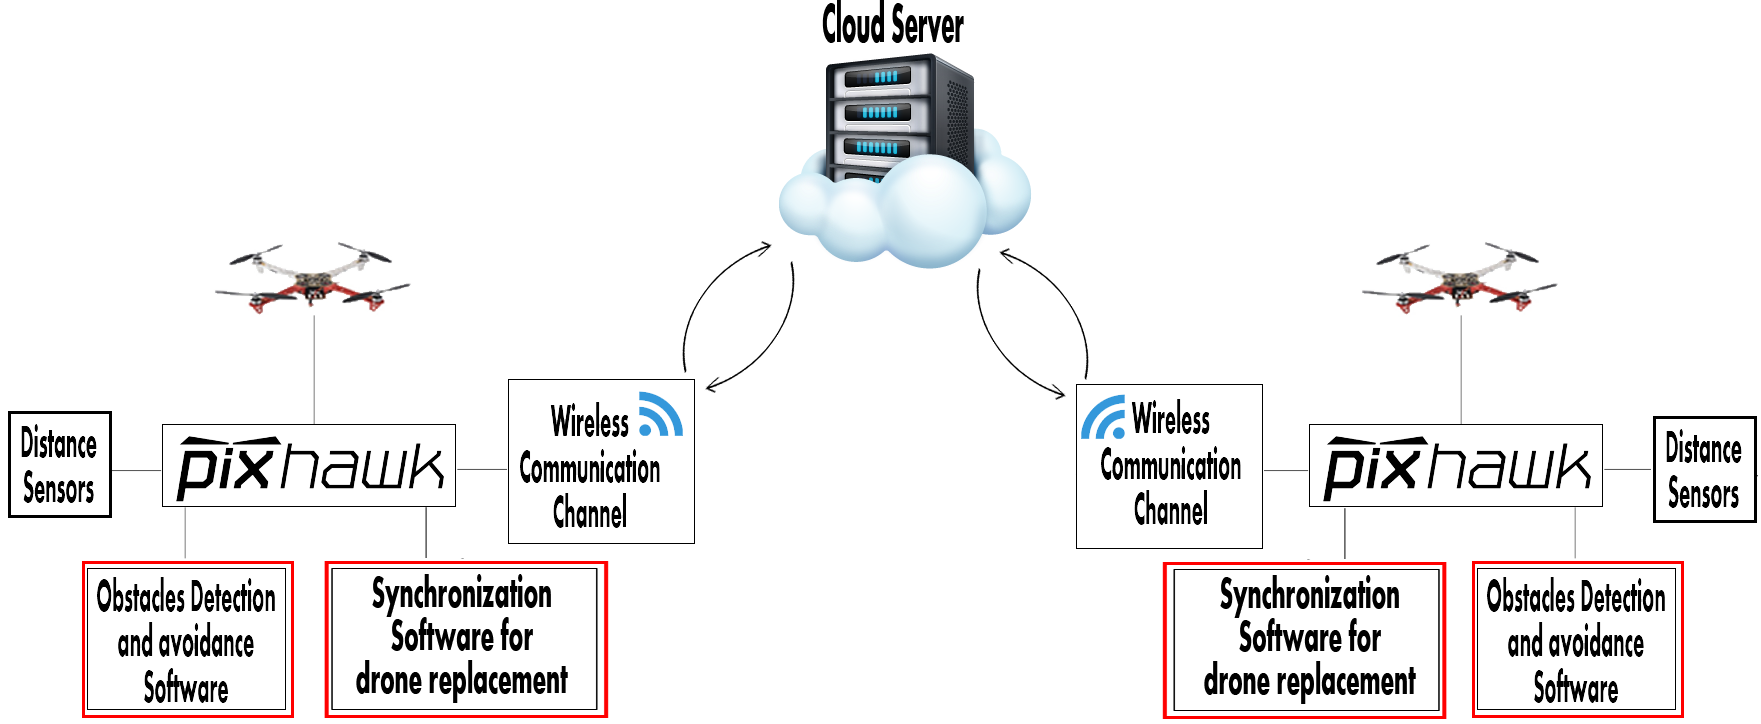 Cloud Server
Distance
Sensors
pixhawk
Wireless
Communication
Channel
Obstacles Detection
and avoidance
Software
Synchronization
Software for
drone replacement
Wireless
Communication
Channel
pixhawk
Distance
Sensors
Synchronization
Software for
drone replacement
Obstacles Detection
and avoidance
Software